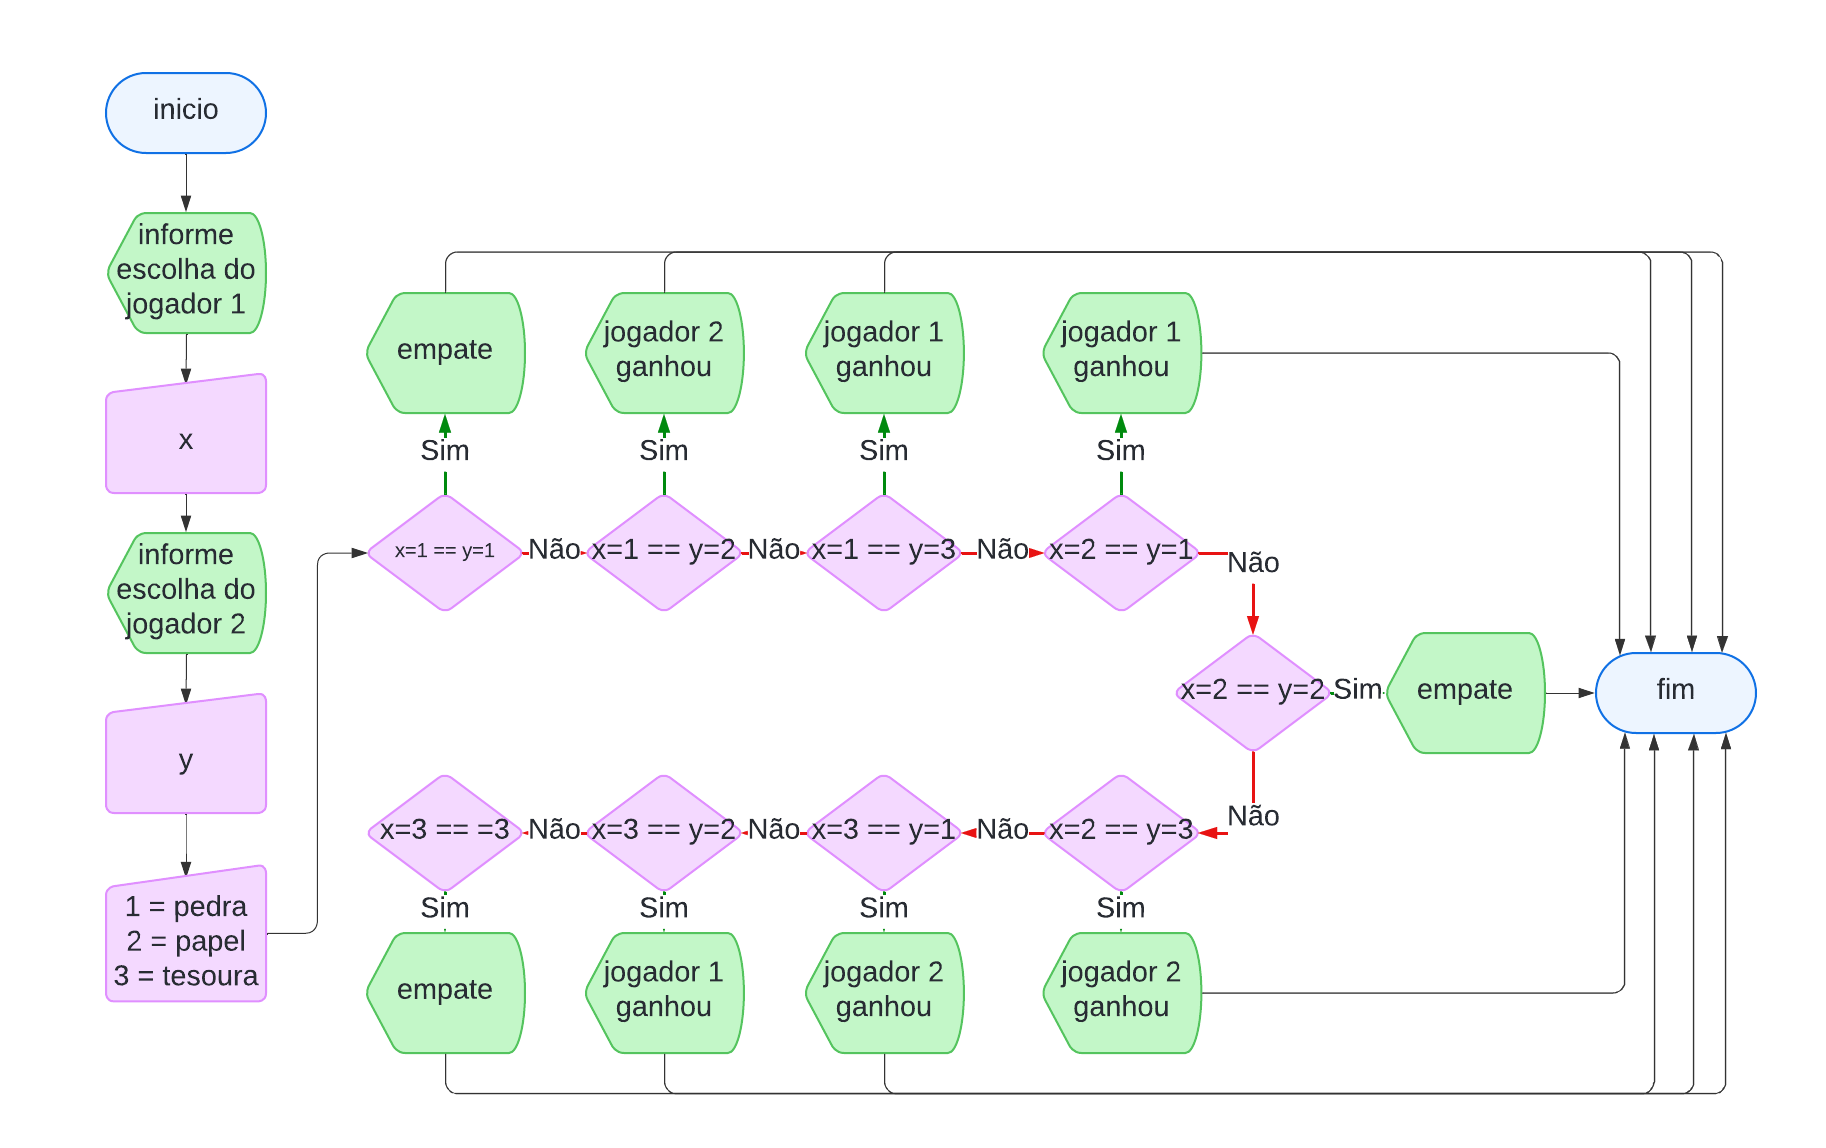 inicio
informe
escolha do
jogador 1
x
informe
escolha do
jogador 2
y
1 = pedra
2 = papel
3 = tesoura
empate
jogador 2
ganhou
jogador 1
ganhou
jogador 1
ganhou
Sim
Sim
Sim
Sim
x=1 == y=1
Não
x=1 == y=2
Não
x=1 == y=3
Não
x=2 == y=1
Não
x=2 == y=2
Sim
empate
fim
Não
x=3 == =3
Não
x=3 == y=2
Não
x=3 == y=1
Não
x=2 == y=3
Sim
Sim
Sim
Sim
empate
jogador 1
ganhou
jogador 2
ganhou
jogador 2
ganhou